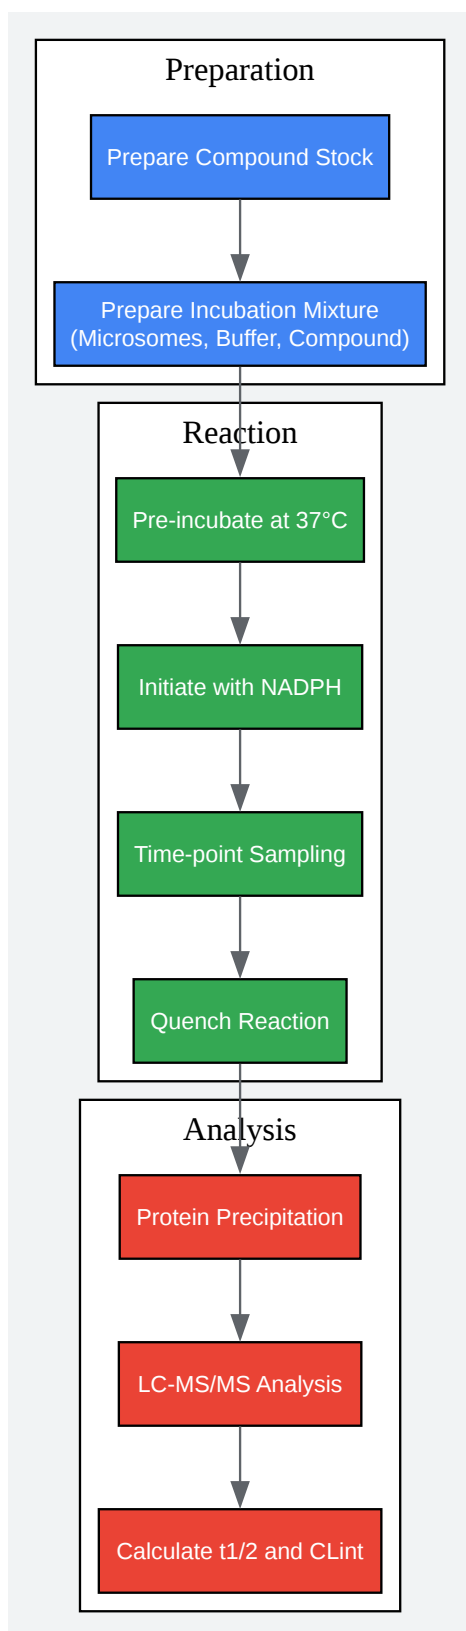 Preparation
Prepare Compound Stock
Prepare Incubation Mixture
(Microsomes, Buffer, Compound)
Reaction
Pre-incubate at 37°C
Initiate with NADPH
Time-point Sampling
Quench Reaction
Analysis
Protein Precipitation
LC-MS/MS Analysis
Calculate t1/2 and CLint